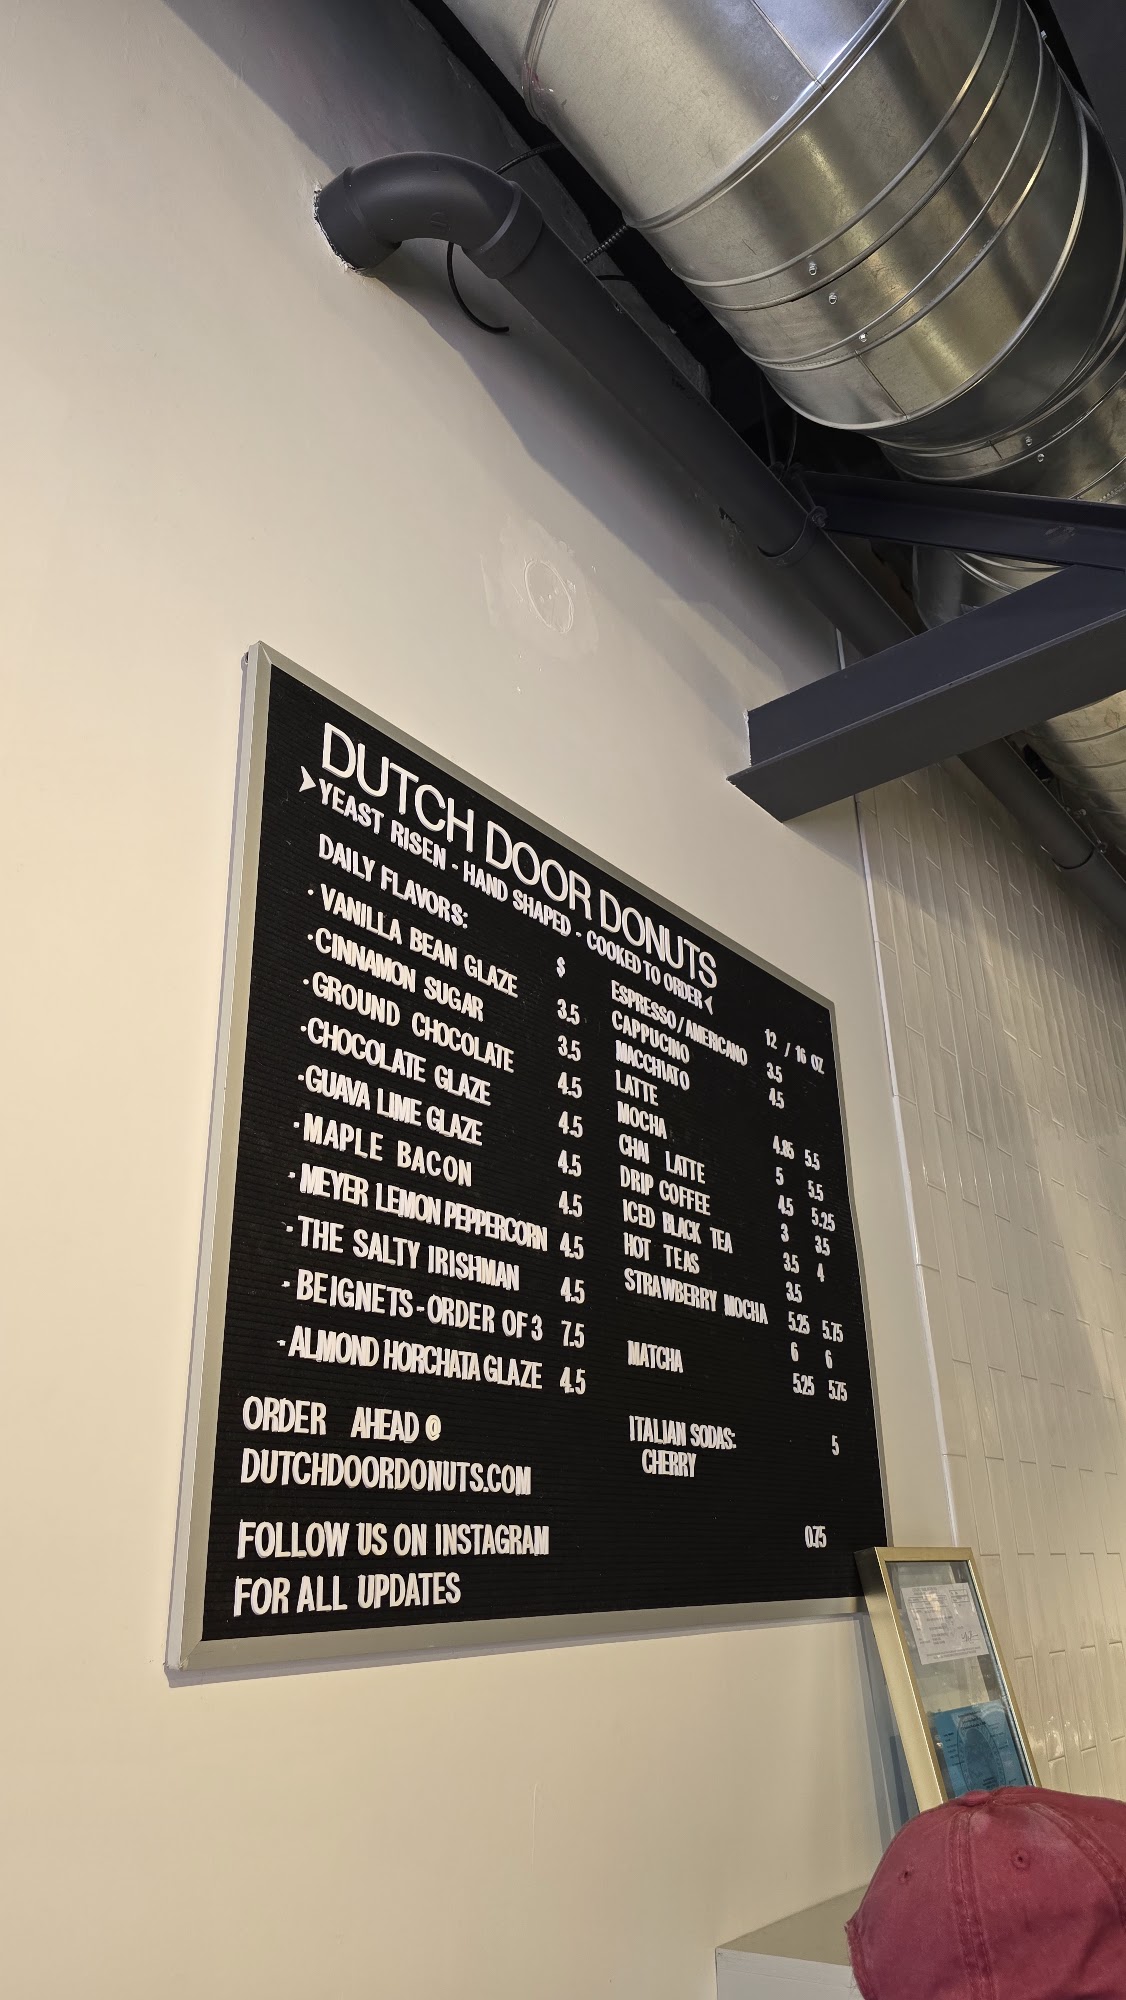 DUTCH DOOR DONUTS
YEAST RISEN - HAND SHAPED - COOKED TO ORDER
DAILY FLAVORS:
$
· VANILLA BEAN GLAZE 3.5
· CINNAMON SUGAR 3.5
· GROUND CHOCOLATE 4.5
· CHOCOLATE GLAZE 4.5
· GUAVA LIME GLAZE 4.5
· MAPLE BACON 4.5
· MEYER LEMON PEPPERCORN 4.5
· THE SALTY IRISHMAN 4.5
· BEIGNETS - ORDER OF 3 7.5
· ALMOND HORCHATA GLAZE 4.5
ORDER AHEAD @
DUTCHDOORDONUTS.COM
FOLLOW US ON INSTAGRAM
FOR ALL UPDATES
12 / 16 OZ
ESPRESSO / AMERICANO 3.5
CAPPUCINO 4.5
MACCHIATO
LATTE 4.85 5.5
MOCHA 5 5.5
CHAI LATTE 4.5 5.25
DRIP COFFEE 3 3.5
ICED BLACK TEA 3.5 4
HOT TEAS 3.5
STRAWBERRY MOCHA 5.25 5.75
6 6
MATCHA 5.25 5.75
ITALIAN SODAS: 5
CHERRY
0.75